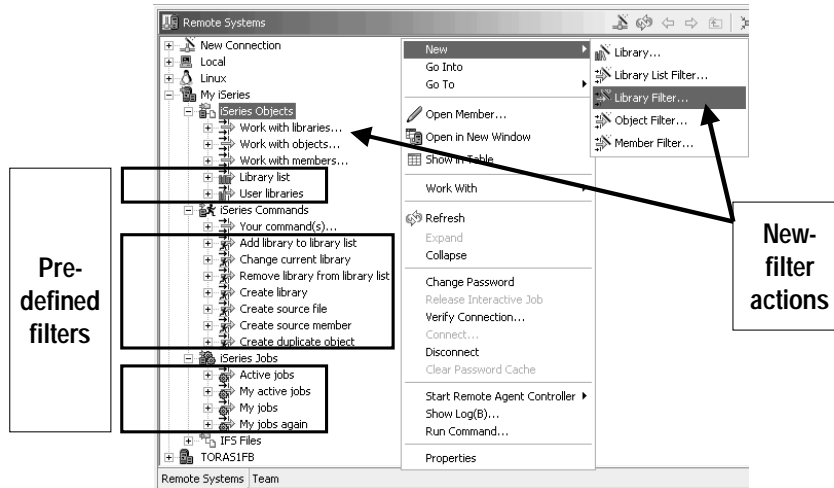 Remote Systems
New Connection
Local
Linux
My iSeries
iSeries Objects
Work with libraries...
Work with objects...
Work with members...
Library list
User libraries
iSeries Commands
Your command(s)...
Add library to library list
Change current library
Remove library from library list
Create library
Create source file
Create source member
Create duplicate object
iSeries Jobs
Active jobs
My active jobs
My jobs
My jobs again
IFS Files
TORAS1FB
Remote Systems Team
New
Go Into
Go To
Open Member...
Open in New Window
Show in Table
Work With
Refresh
Expand
Collapse
Change Password
Release Interactive Job
Verify Connection...
Connect...
Disconnect
Clear Password Cache
Start Remote Agent Controller
Show Log(B)...
Run Command...
Properties
Library...
Library List Filter...
Library Filter...
Object Filter...
Member Filter...
Pre-
defined
filters
New-
filter
actions